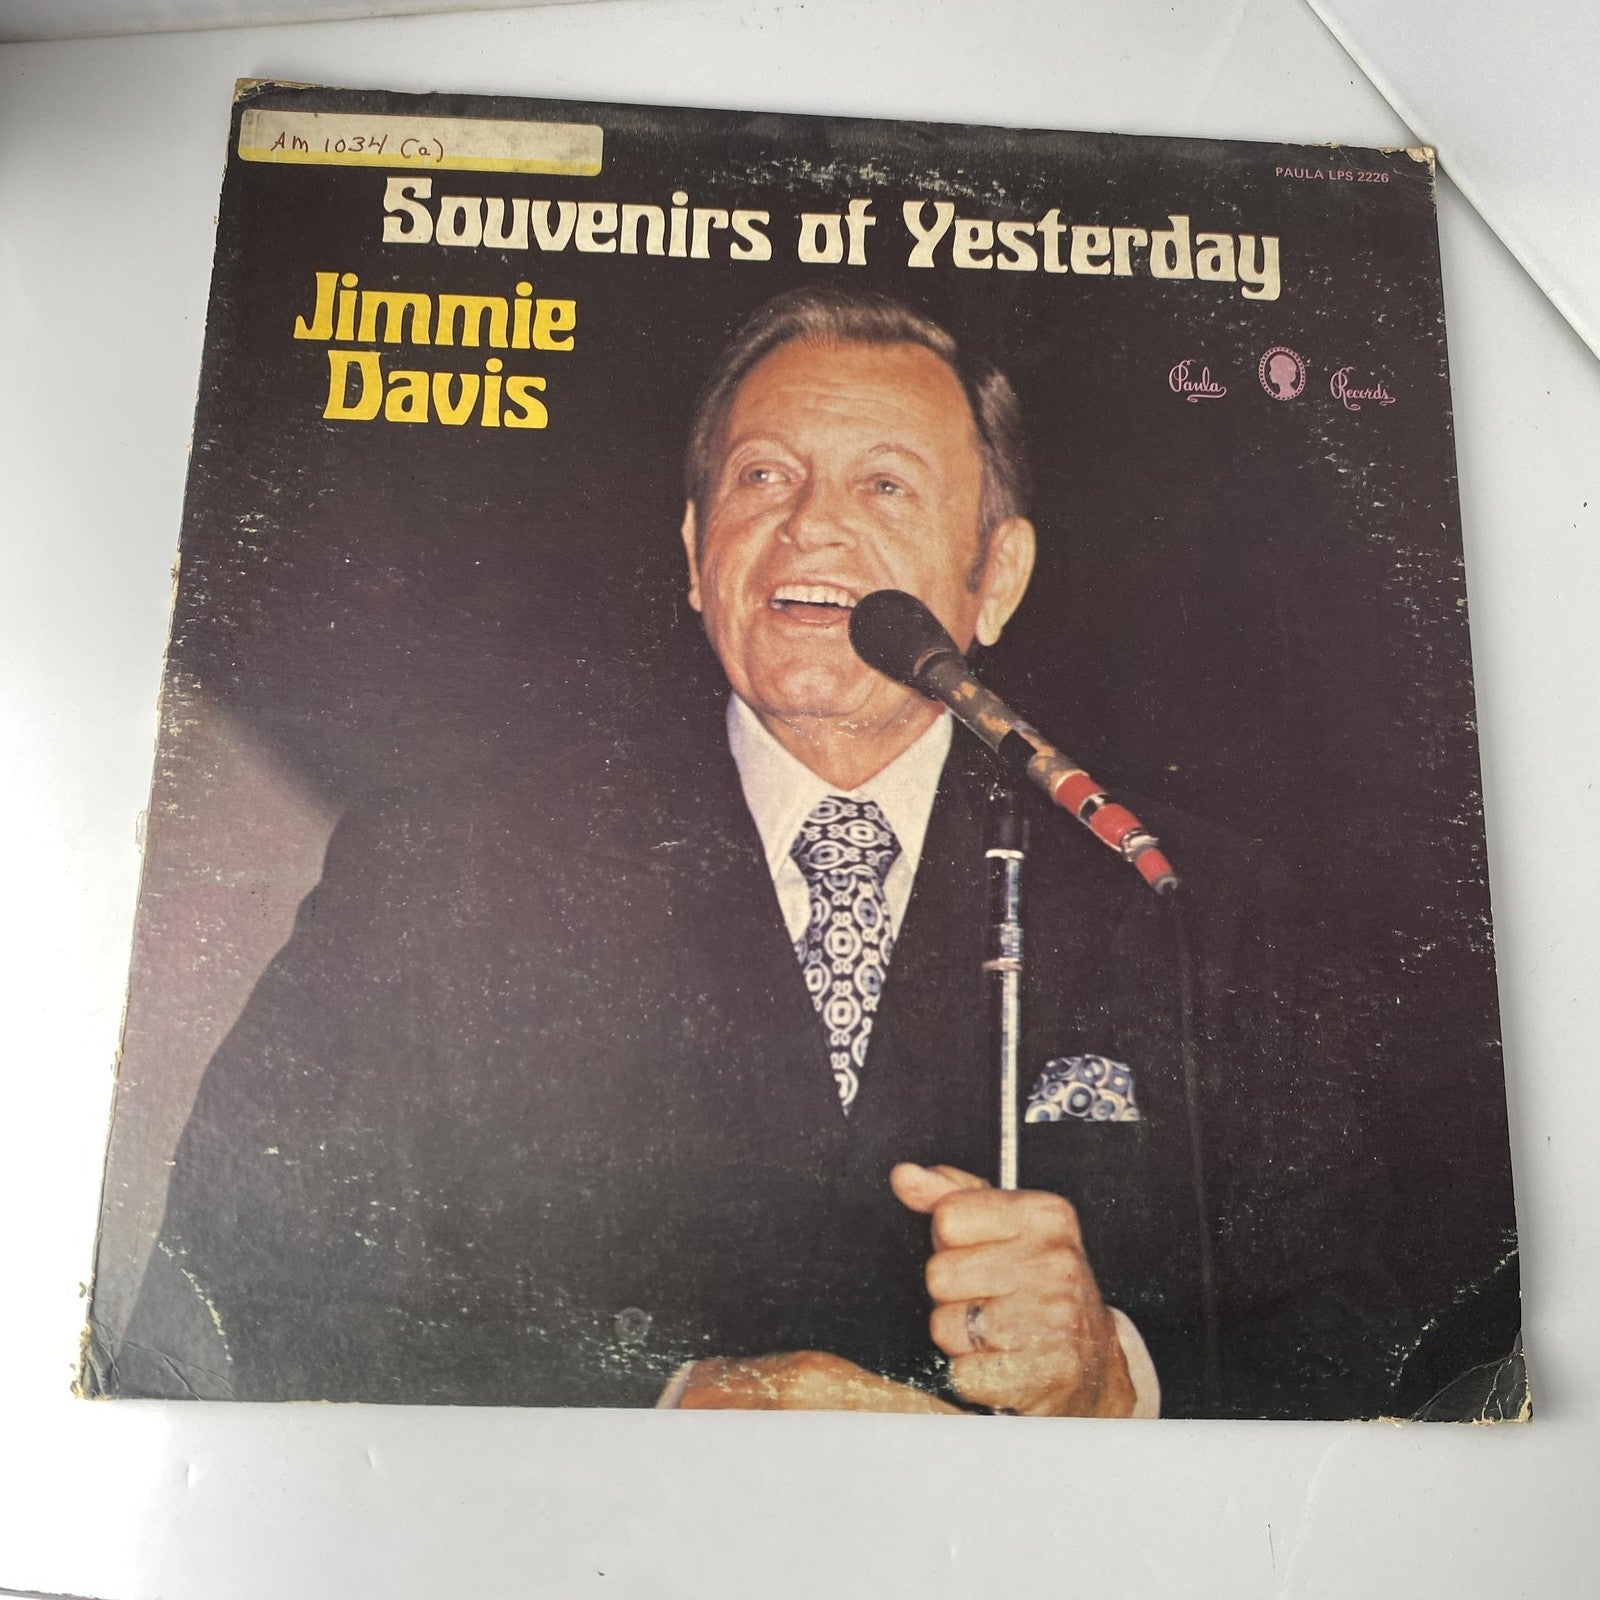 AM 1034 (a)
PAULA LPS 2226
Souvenirs of Yesterday
Jimmie
Davis
Paula Records